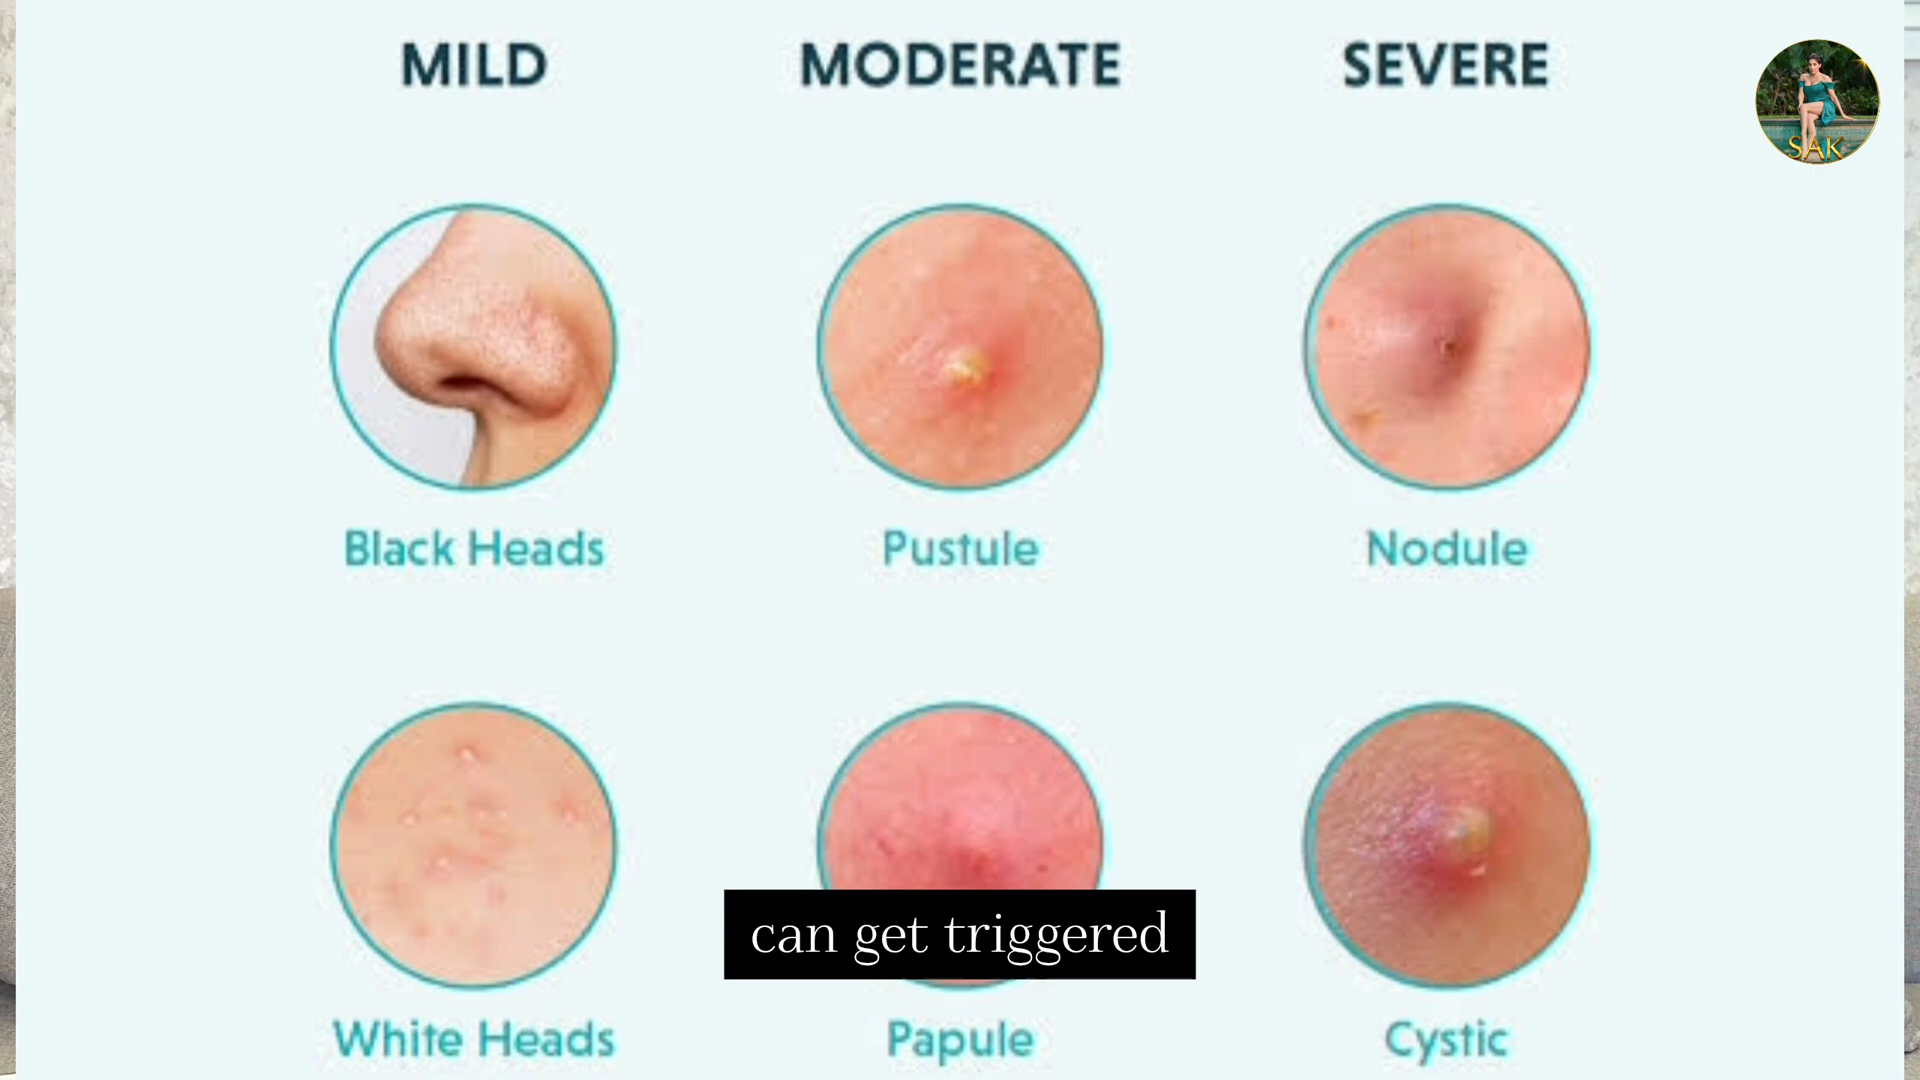 MILD MODERATE SEVERE
SAK
Black Heads Pustule Nodule
can get triggered
White Heads Papule Cystic